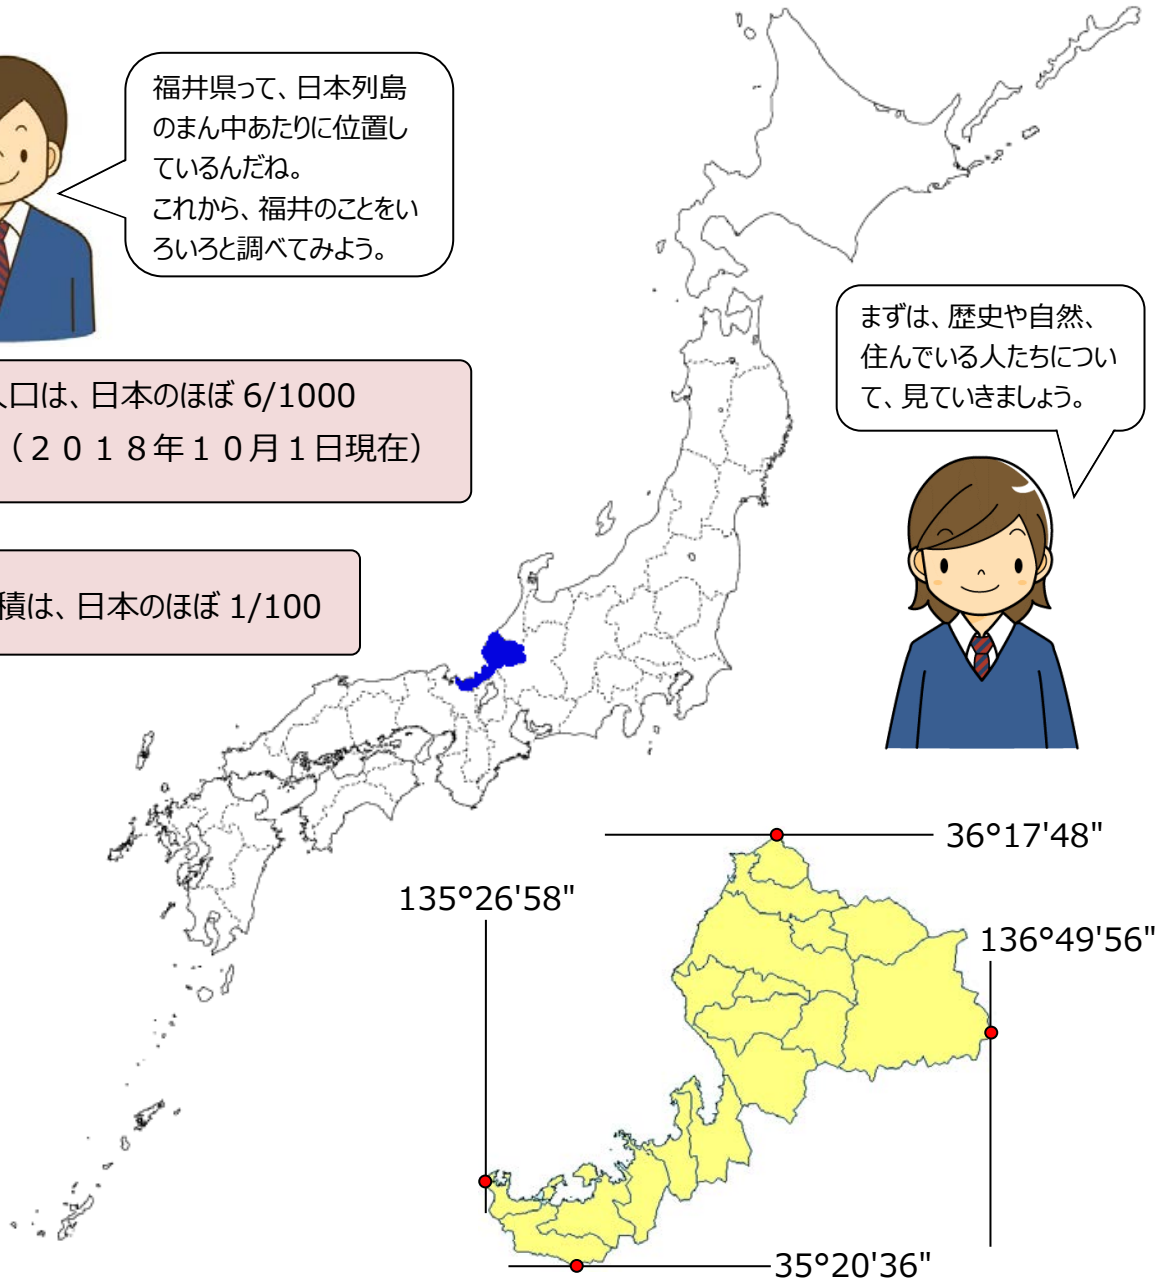 福井県って、日本列島
のまん中あたりに位置し
ているんだね。
これから、福井のことをい
ろいろと調べてみよう。
まずは、歴史や自然、
住んでいる人たちについ
て、見ていきましょう。
口は、日本のほぼ 6/1000
（２０１８年１０月１日現在）
積は、日本のほぼ 1/100
36°17'48"
135°26'58"
136°49'56"
35°20'36"